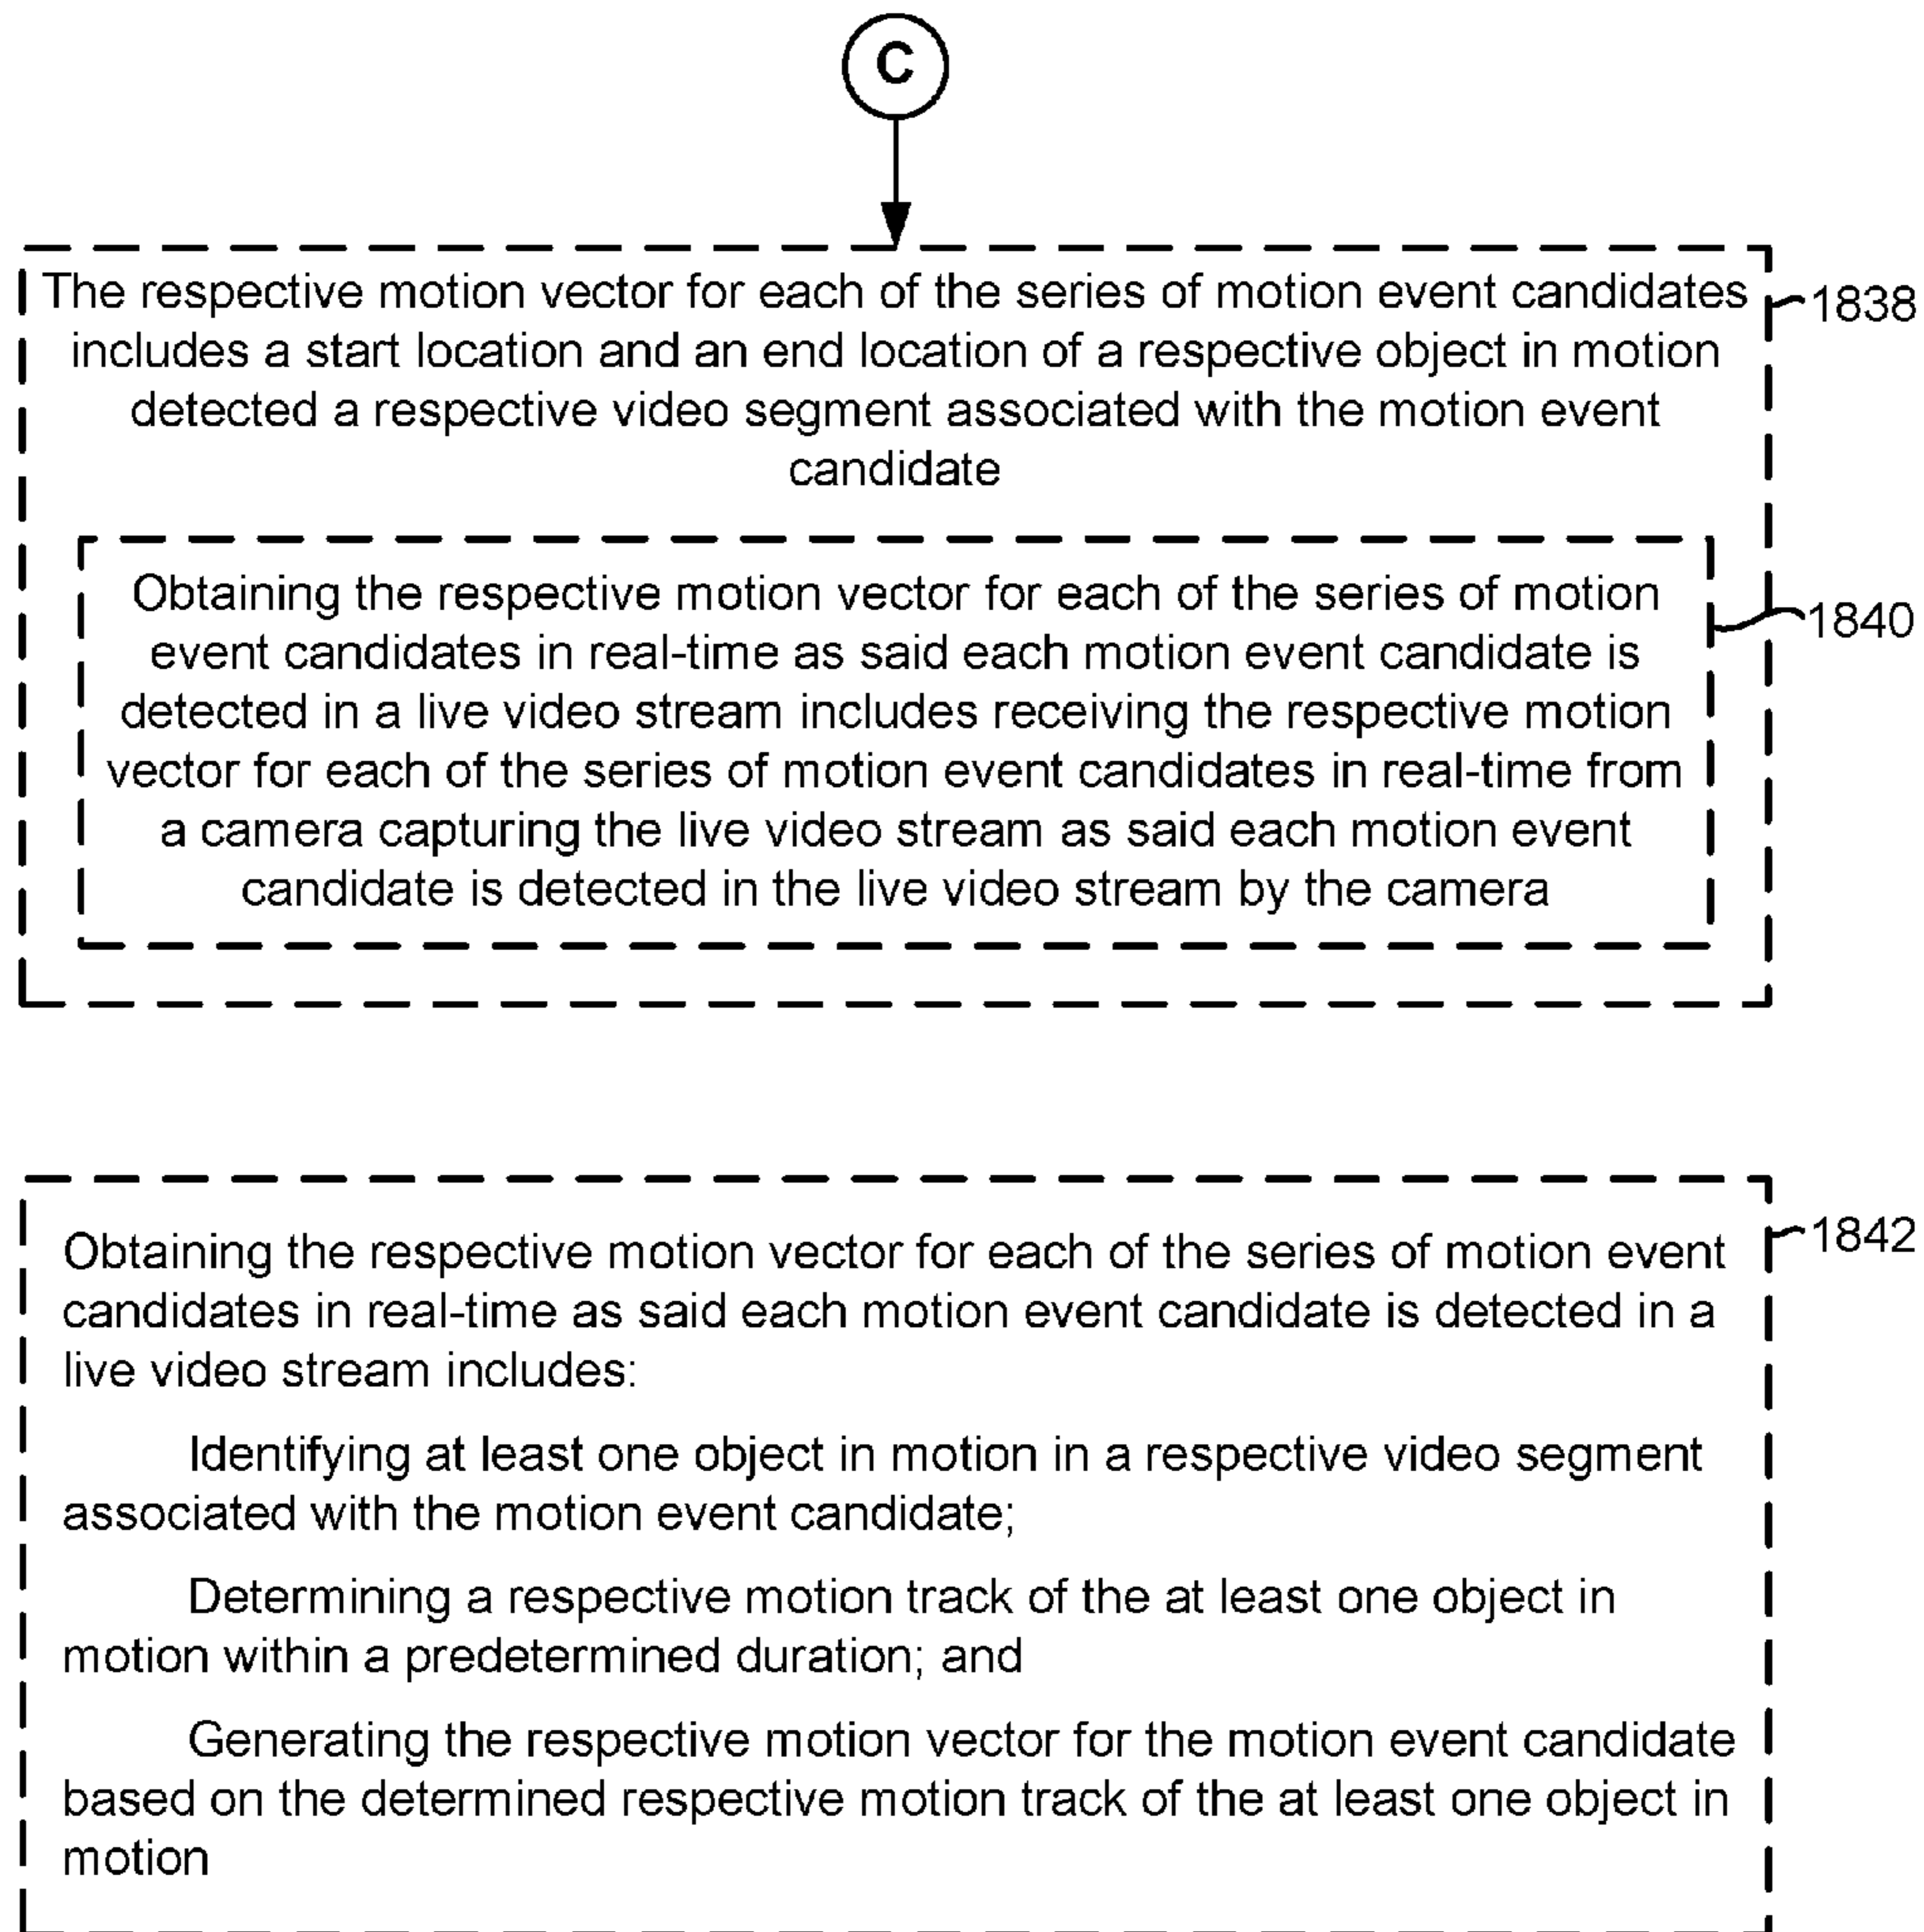 C
The respective motion vector for each of the series of motion event candidates
includes a start location and an end location of a respective object in motion
detected a respective video segment associated with the motion event
candidate
1838
Obtaining the respective motion vector for each of the series of motion
event candidates in real-time as said each motion event candidate is
detected in a live video stream includes receiving the respective motion
vector for each of the series of motion event candidates in real-time from
a camera capturing the live video stream as said each motion event
candidate is detected in the live video stream by the camera
1840
Obtaining the respective motion vector for each of the series of motion event
candidates in real-time as said each motion event candidate is detected in a
live video stream includes:
Identifying at least one object in motion in a respective video segment
associated with the motion event candidate;
Determining a respective motion track of the at least one object in
motion within a predetermined duration; and
Generating the respective motion vector for the motion event candidate
based on the determined respective motion track of the at least one object in
motion
1842